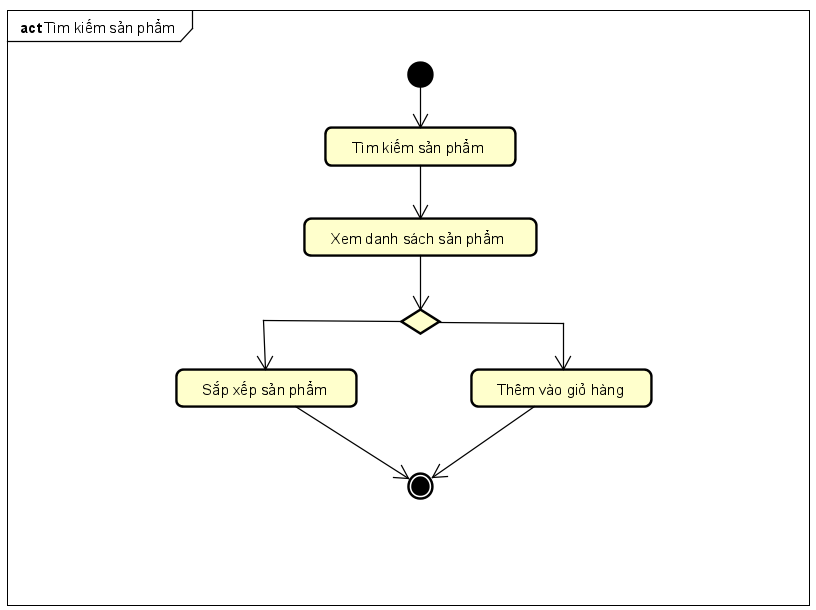 act Tìm kiếm sản phẩm
Tìm kiếm sản phẩm
Xem danh sách sản phẩm
Sắp xếp sản phẩm
Thêm vào giỏ hàng